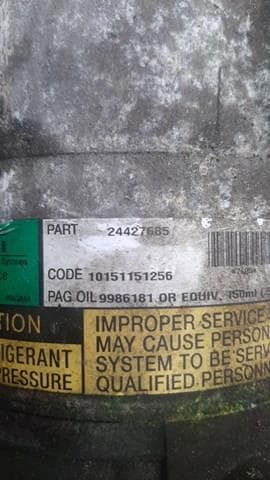 PART 24427685
System
CODE 10151151256
PAG OIL 9986181 OR EQUIV, 150ml
TION
IMPROPER SERVICE
MAY CAUSE PERSON
IGERANT
SYSTEM TO BE SERV
RESSURE
QUALIFIED PERSONN